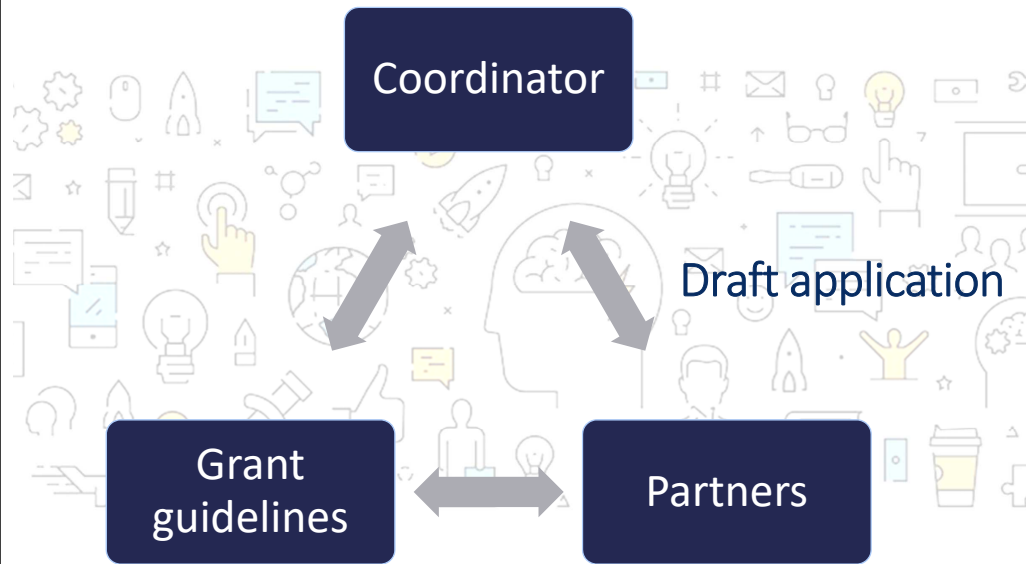 Coordinator
Draft application
Grant
guidelines
Partners